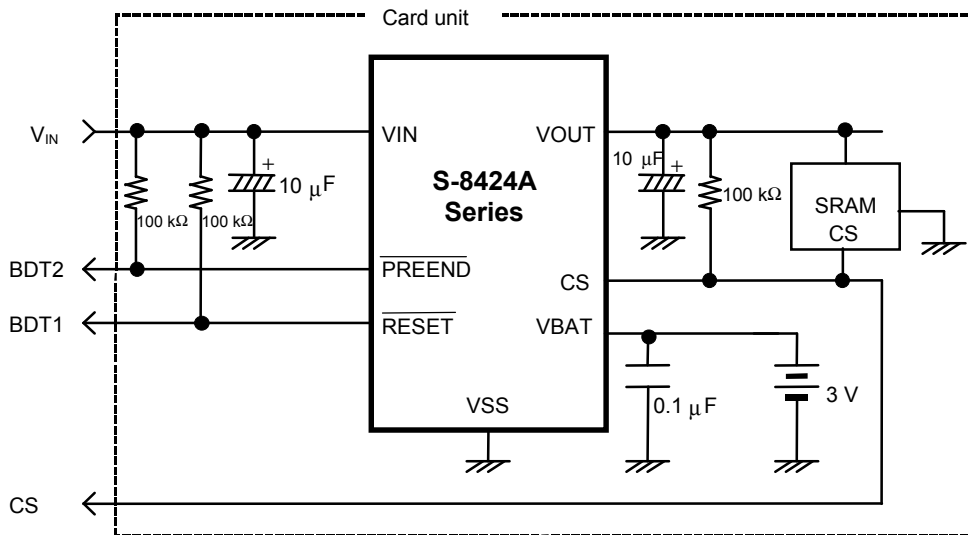 Card unit
V_IN
VIN
VOUT
10 μF
+
+
10 μF
S-8424A
Series
100 kΩ
100 kΩ
100 kΩ
SRAM
CS
BDT2
PREEND
CS
BDT1
RESET
VBAT
VSS
0.1 μF
3 V
CS